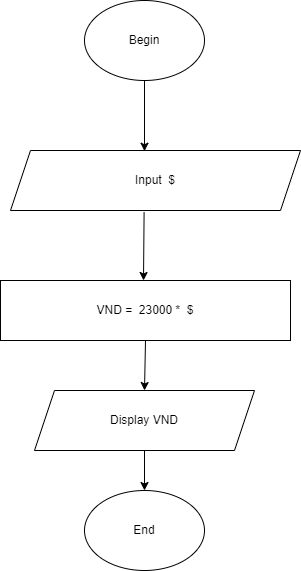 Begin
Input $
VND = 23000 * $
Display VND
End